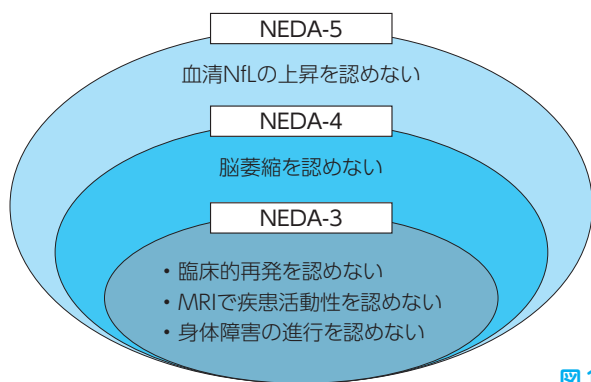 NEDA-5
血清NfLの上昇を認めない
NEDA-4
脳萎縮を認めない
NEDA-3
・臨床的再発を認めない
・MRIで疾患活動性を認めない
・身体障害の進行を認めない
図